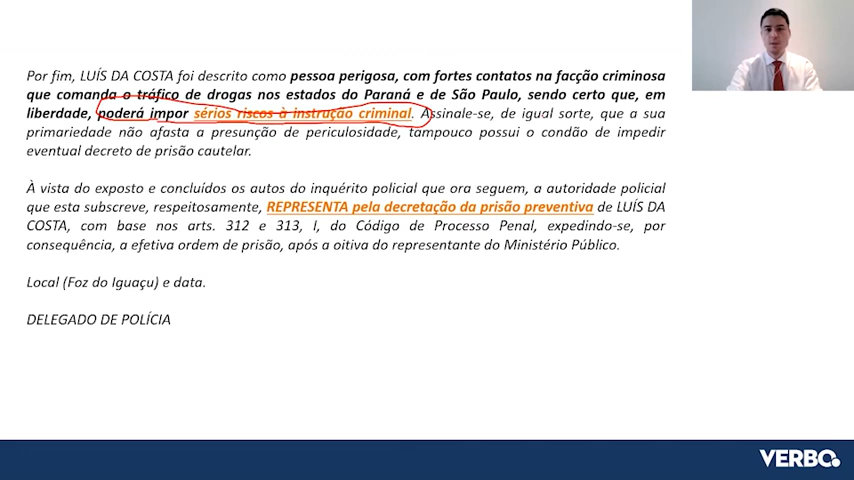 Por fim, LUÍS DA COSTA foi descrito como pessoa perigosa, com fortes contatos na facção criminosa
que comanda o tráfico de drogas nos estados do Paraná e de São Paulo, sendo certo que, em
liberdade, poderá impor sérios riscos à instrução criminal. Assinale-se, de igual sorte, que a sua
primariedade não afasta a presunção de periculosidade, tampouco possui o condão de impedir
eventual decreto de prisão cautelar.
À vista do exposto e concluídos os autos do inquérito policial que ora seguem, a autoridade policial
que esta subscreve, respeitosamente, REPRESENTA pela decretação da prisão preventiva de LUÍS DA
COSTA, com base nos arts. 312 e 313, I, do Código de Processo Penal, expedindo-se, por
consequência, a efetiva ordem de prisão, após a oitiva do representante do Ministério Público.
Local (Foz do Iguaçu) e data.
DELEGADO DE POLÍCIA
VERBO